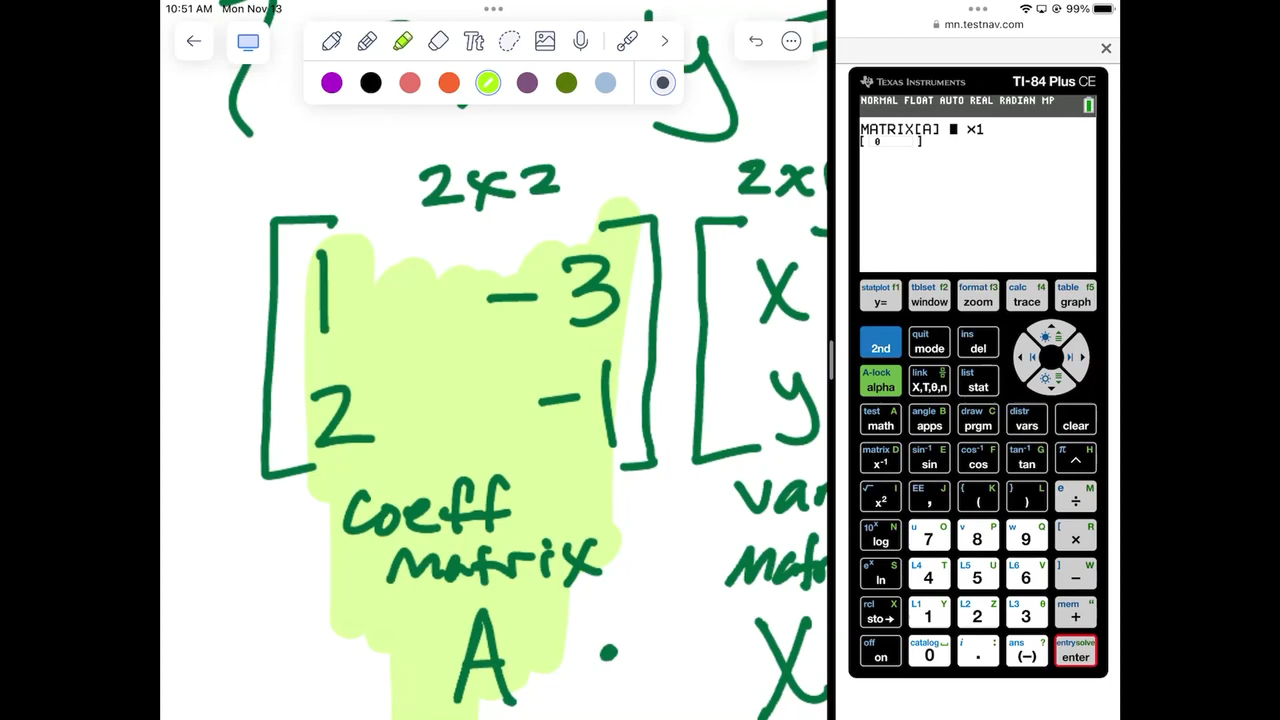 10:51 AM Mon Nov 13
99%
mn.testnav.com
Tt
y
2x2
2x
1 -3
2 -1
x
y
coeff
matrix
A · X
var
Matr
TEXAS INSTRUMENTS TI-84 Plus CE
NORMAL FLOAT AUTO REAL RADIAN MP
MATRIX[A] ×1
[ 0 ]
statplot f1 tblset f2 format f3 calc f4 table f5
y= window zoom trace graph
quit ins
2nd mode del
A-lock link list
alpha X,T,θ,n stat
test A angle B draw C distr
math apps prgm vars clear
matrix D sin⁻¹ E cos⁻¹ F tan⁻¹ G π H
x⁻¹ sin cos tan ^
√ I EE J { K } L e M
x² , ( ) ÷
10ˣ N u O v P w Q [ R
log 7 8 9 ×
eˣ S L4 T L5 U L6 V ] W
ln 4 5 6 −
rcl X L1 Y L2 Z L3 θ mem "
sto→ 1 2 3 +
off catalog i : ans ? entry solve
on 0 . (−) enter